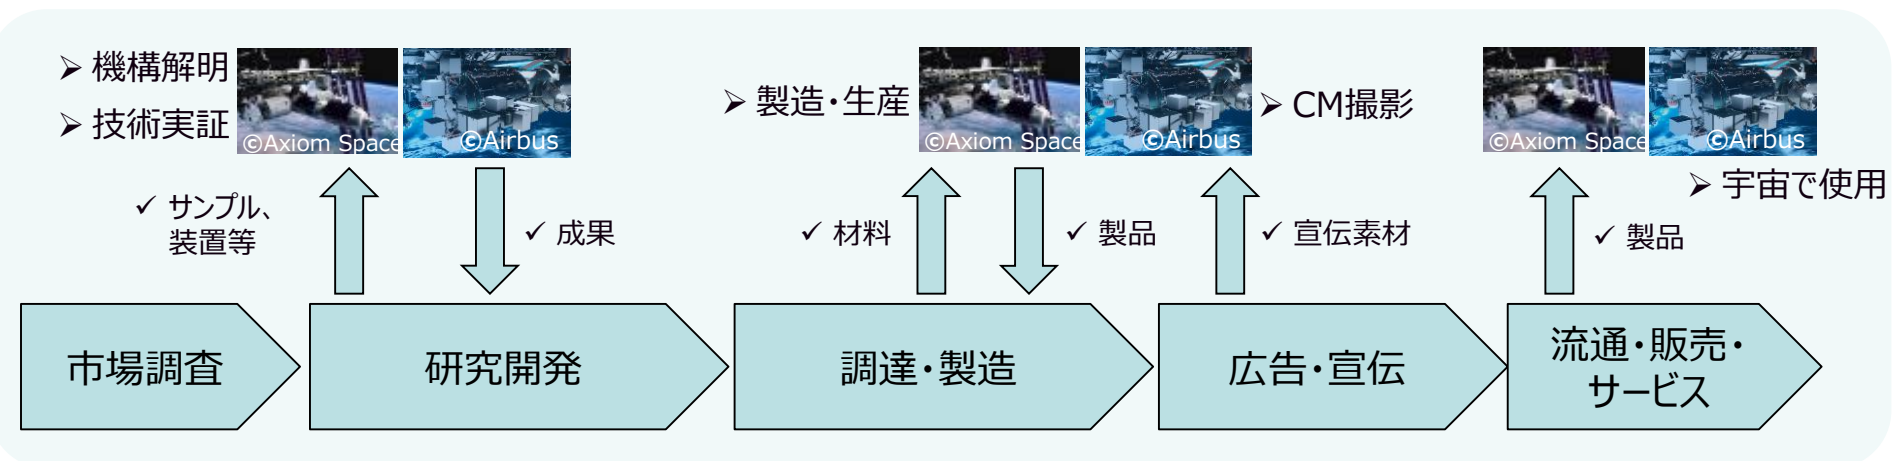 ➢ 機構解明
➢ 技術実証
©Axiom Space
©Airbus
✓ サンプル、
装置等
✓ 成果
➢ 製造・生産
©Axiom Space
©Airbus
➢ CM撮影
✓ 材料
✓ 製品
✓ 宣伝素材
©Axiom Space
©Airbus
➢ 宇宙で使用
✓ 製品
市場調査
研究開発
調達・製造
広告・宣伝
流通・販売・
サービス